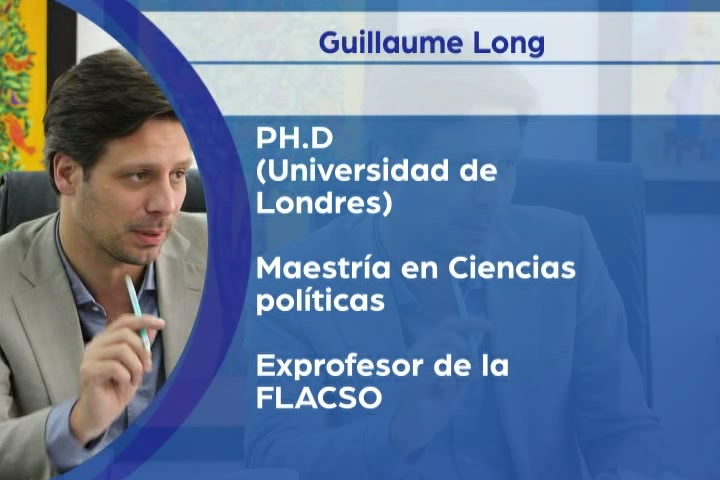 Guillaume Long
PH.D
(Universidad de
Londres)
Maestría en Ciencias
políticas
Exprofesor de la
FLACSO